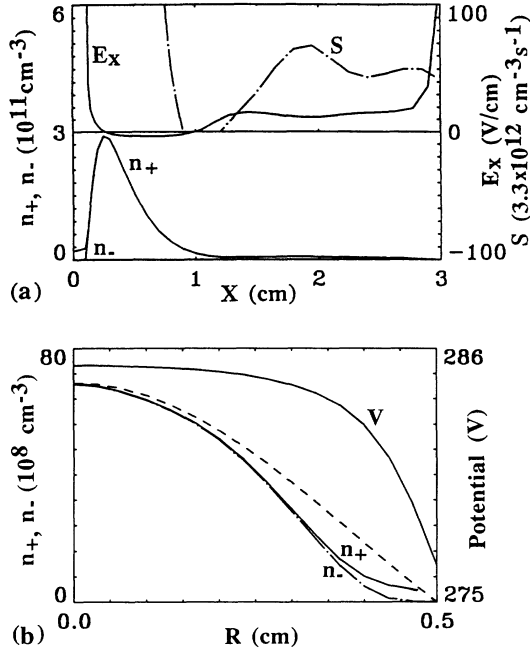 6
3
0
n+, n- (10^11 cm^-3)
Ex
S
n+
n-
100
0
-100
Ex (V/cm)
S (3.3x10^12 cm^-3 s^-1)
0 1 2 3
(a)
X (cm)
80
0
n+, n- (10^8 cm^-3)
V
n+
n-
286
275
Potential (V)
0.0 0.5
(b)
R (cm)